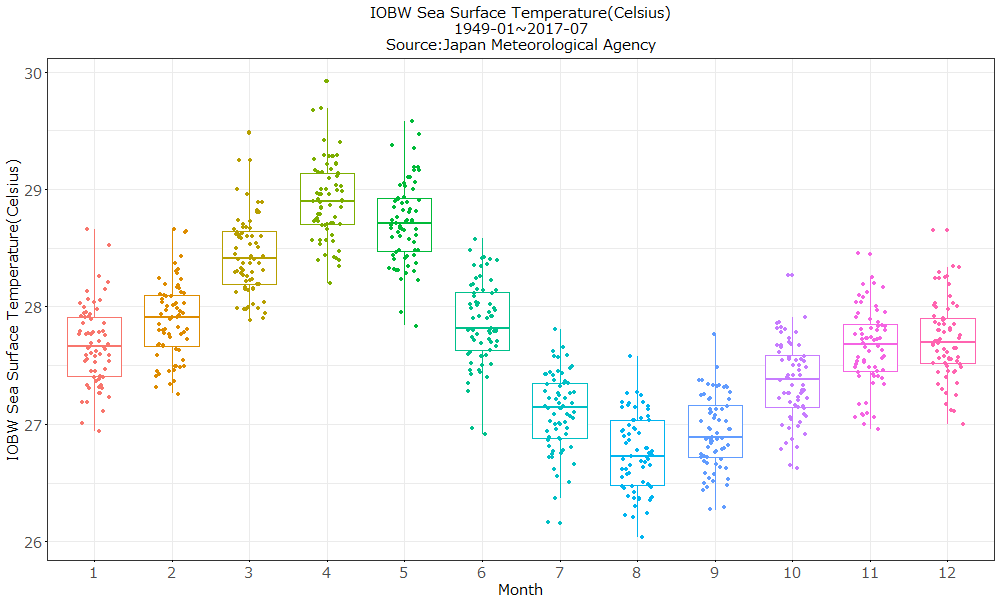 IOBW Sea Surface Temperature(Celsius)
1949-01~2017-07
Source:Japan Meteorological Agency
IOBW Sea Surface Temperature(Celsius)
30
29
28
27
26
1 2 3 4 5 6 7 8 9 10 11 12
Month